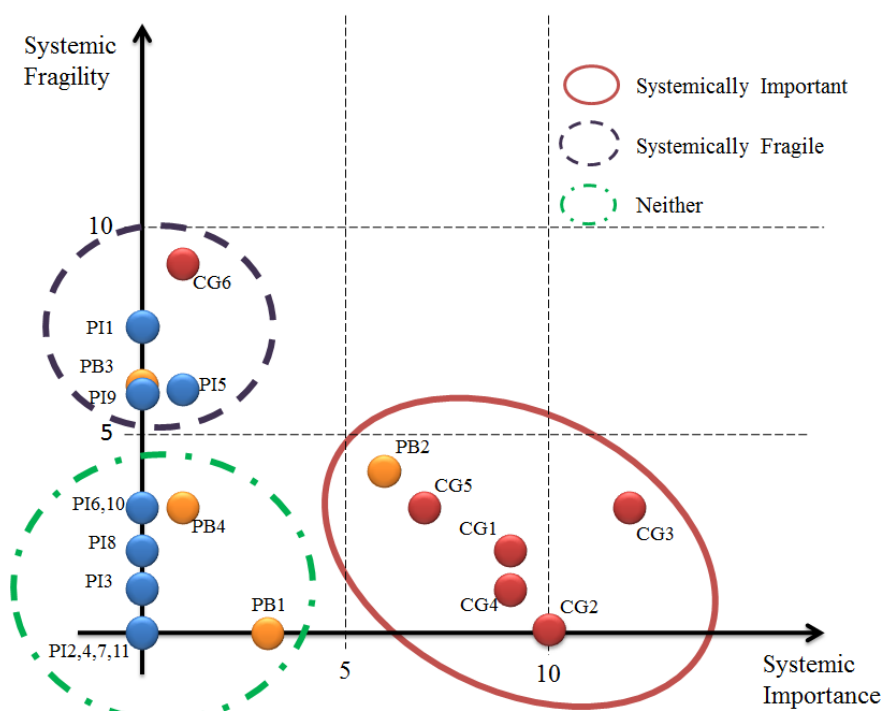 Systemic
Fragility
Systemically Important
Systemically Fragile
Neither
10
CG6
PI1
PB3
PI5
PI9
5
PB2
CG5
PI6,10
PB4
CG3
CG1
PI8
PI3
CG4
CG2
PB1
PI2,4,7,11
5
10
Systemic
Importance